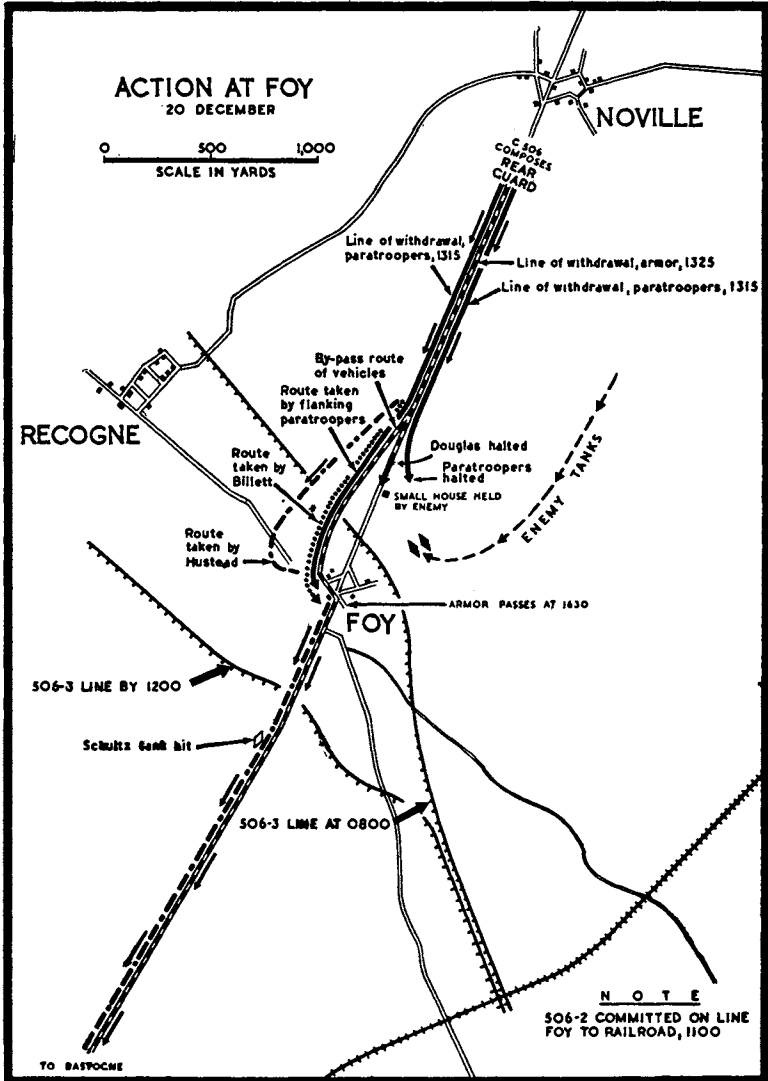 ACTION AT FOY
20 DECEMBER
0 500 1,000
SCALE IN YARDS
NOVILLE
C 506
COMPOSES
REAR
GUARD
Line of withdrawal,
paratroopers, 1315
Line of withdrawal, armor, 1325
Line of withdrawal, paratroopers, 1315
By-pass route
of vehicles
Route taken
by flanking
paratroopers
RECOGNE
Route
taken by
Billett
Douglas halted
Paratroopers
halted
SMALL HOUSE HELD
BY ENEMY
ENEMY TANKS
Route
taken by
Hustead
ARMOR PASSES AT 1630
FOY
506-3 LINE BY 1200
Schultz tank hit
506-3 LINE AT 0800
NOTE
506-2 COMMITTED ON LINE
FOY TO RAILROAD, 1100
TO BASTOGNE